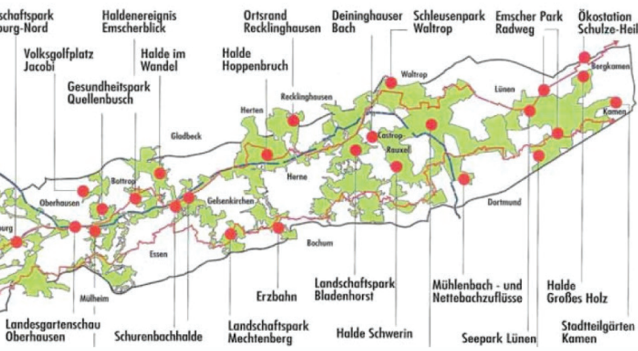 schaftspark
urg-Nord
Haldenereignis
Emscherblick
Ortsrand
Recklinghausen
Deininghauser
Bach
Schleusenpark
Waltrop
Emscher Park
Radweg
Ökostation
Schulze-Heil
Volksgolfplatz
Jacobi
Halde im
Wandel
Halde
Hoppenbruch
Gesundheitspark
Quellenbusch
Waltrop
Bergkamen
Lünen
Recklinghausen
Herten
Kamen
Gladbeck
Castrop
Rauxel
Bottrop
Herne
Oberhausen
Gelsenkirchen
Dortmund
burg
Essen
Bochum
Mülheim
Erzbahn
Landschaftspark
Bladenhorst
Mühlenbach - und
Nettebachzuflüsse
Halde
Großes Holz
Landesgartenschau
Oberhausen
Schurenbachhalde
Landschaftspark
Mechtenberg
Halde Schwerin
Seepark Lünen
Stadtteilgärten
Kamen